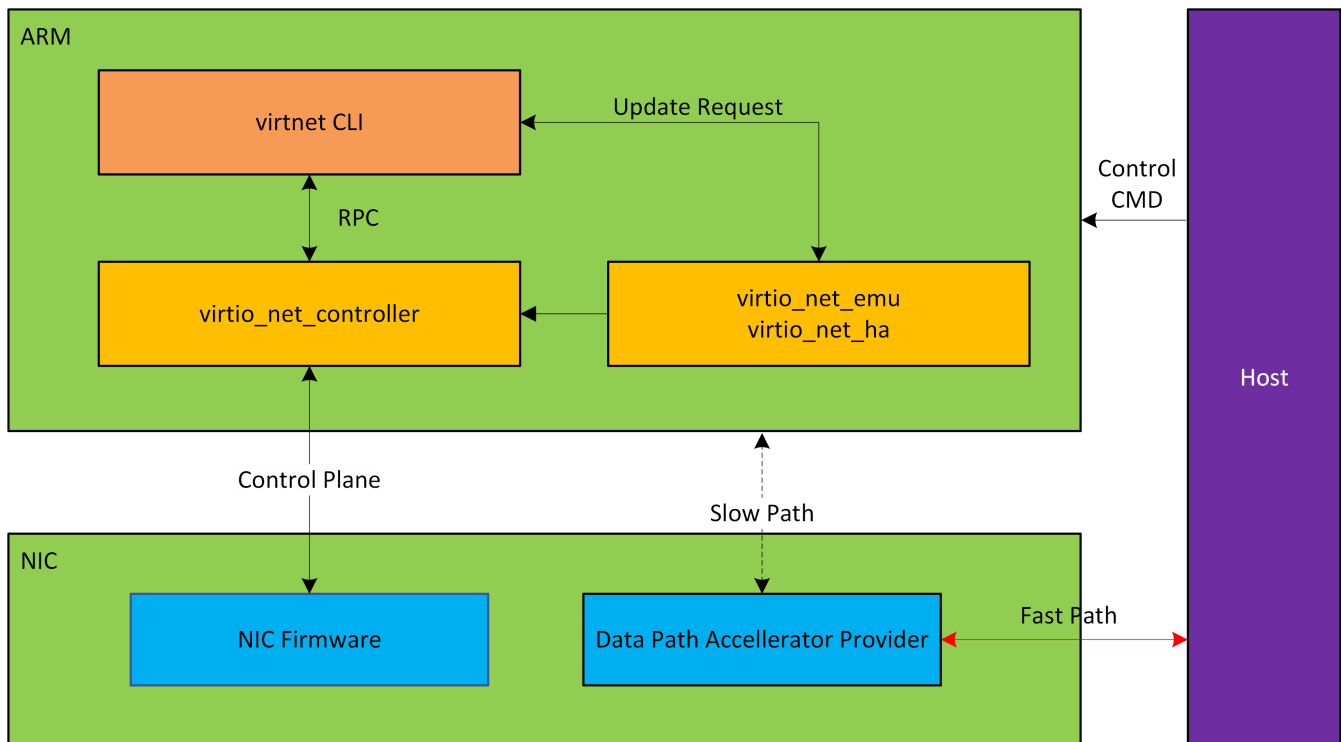 ARM
virtnet CLI
Update Request
Control
CMD
RPC
virtio_net_controller
virtio_net_emu
virtio_net_ha
Host
Control Plane
Slow Path
NIC
NIC Firmware
Data Path Accellerator Provider
Fast Path